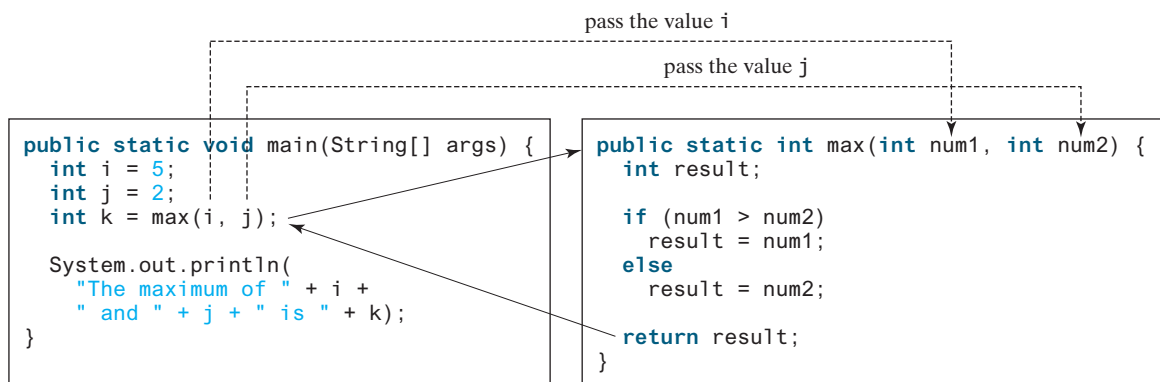 pass the value i
pass the value j
public static void main(String[] args) {
int i = 5;
int j = 2;
int k = max(i, j);
System.out.println(
"The maximum of " + i +
" and " + j + " is " + k);
}
public static int max(int num1, int num2) {
int result;
if (num1 > num2)
result = num1;
else
result = num2;
return result;
}